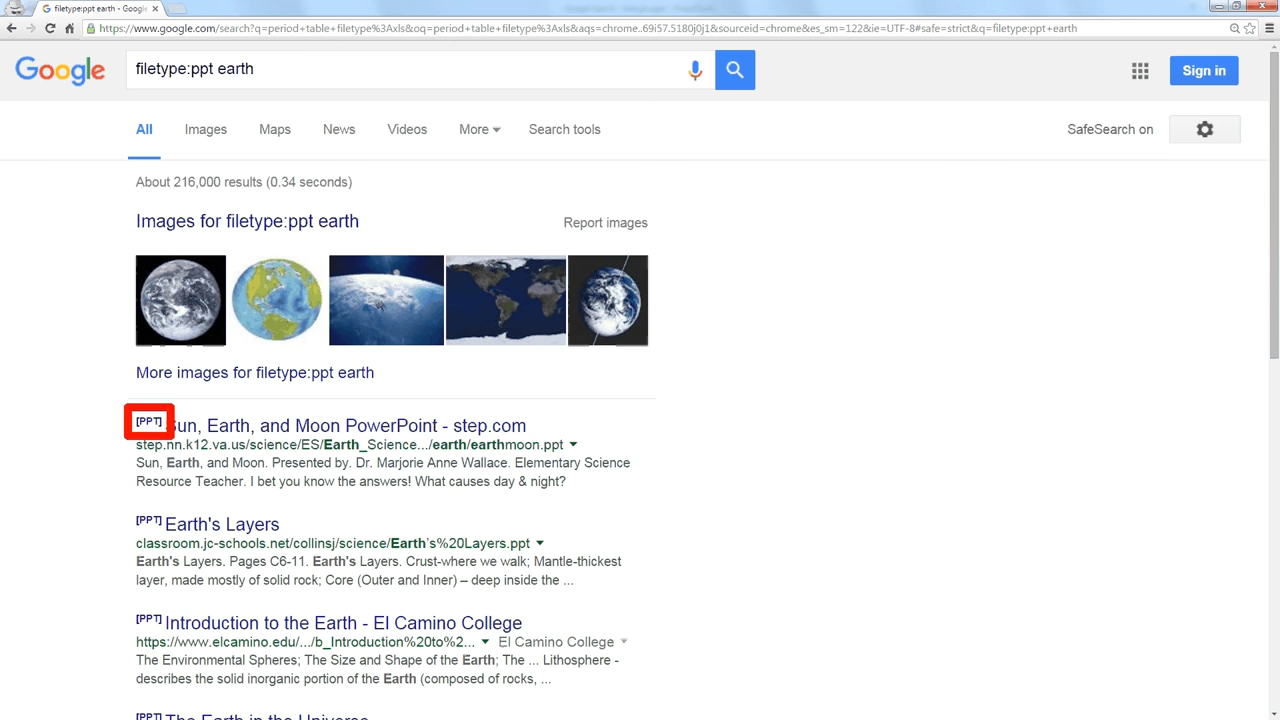 filetype:ppt earth - Googl
https://www.google.com/search?q=period+table+filetype%3Axls&oq=period+table+filetype%3Axls&aqs=chrome..69i57.5180j0j1&sourceid=chrome&es_sm=122&ie=UTF-8#safe=strict&q=filetype:ppt+earth
Google
filetype:ppt earth
Sign in
All Images Maps News Videos More Search tools
SafeSearch on
About 216,000 results (0.34 seconds)
Images for filetype:ppt earth
Report images
More images for filetype:ppt earth
[PPT] Sun, Earth, and Moon PowerPoint - step.com
step.nn.k12.va.us/science/ES/Earth_Science.../earth/earthmoon.ppt
Sun, Earth, and Moon. Presented by. Dr. Marjorie Anne Wallace. Elementary Science
Resource Teacher. I bet you know the answers! What causes day & night?
[PPT] Earth's Layers
classroom.jc-schools.net/collinsj/science/Earth's%20Layers.ppt
Earth's Layers. Pages C6-11. Earth's Layers. Crust-where we walk; Mantle-thickest
layer, made mostly of solid rock; Core (Outer and Inner) – deep inside the ...
[PPT] Introduction to the Earth - El Camino College
https://www.elcamino.edu/.../b_Introduction%20to%2... El Camino College
The Environmental Spheres; The Size and Shape of the Earth; The ... Lithosphere -
describes the solid inorganic portion of the Earth (composed of rocks, ...
[PPT] The Earth in the Universe